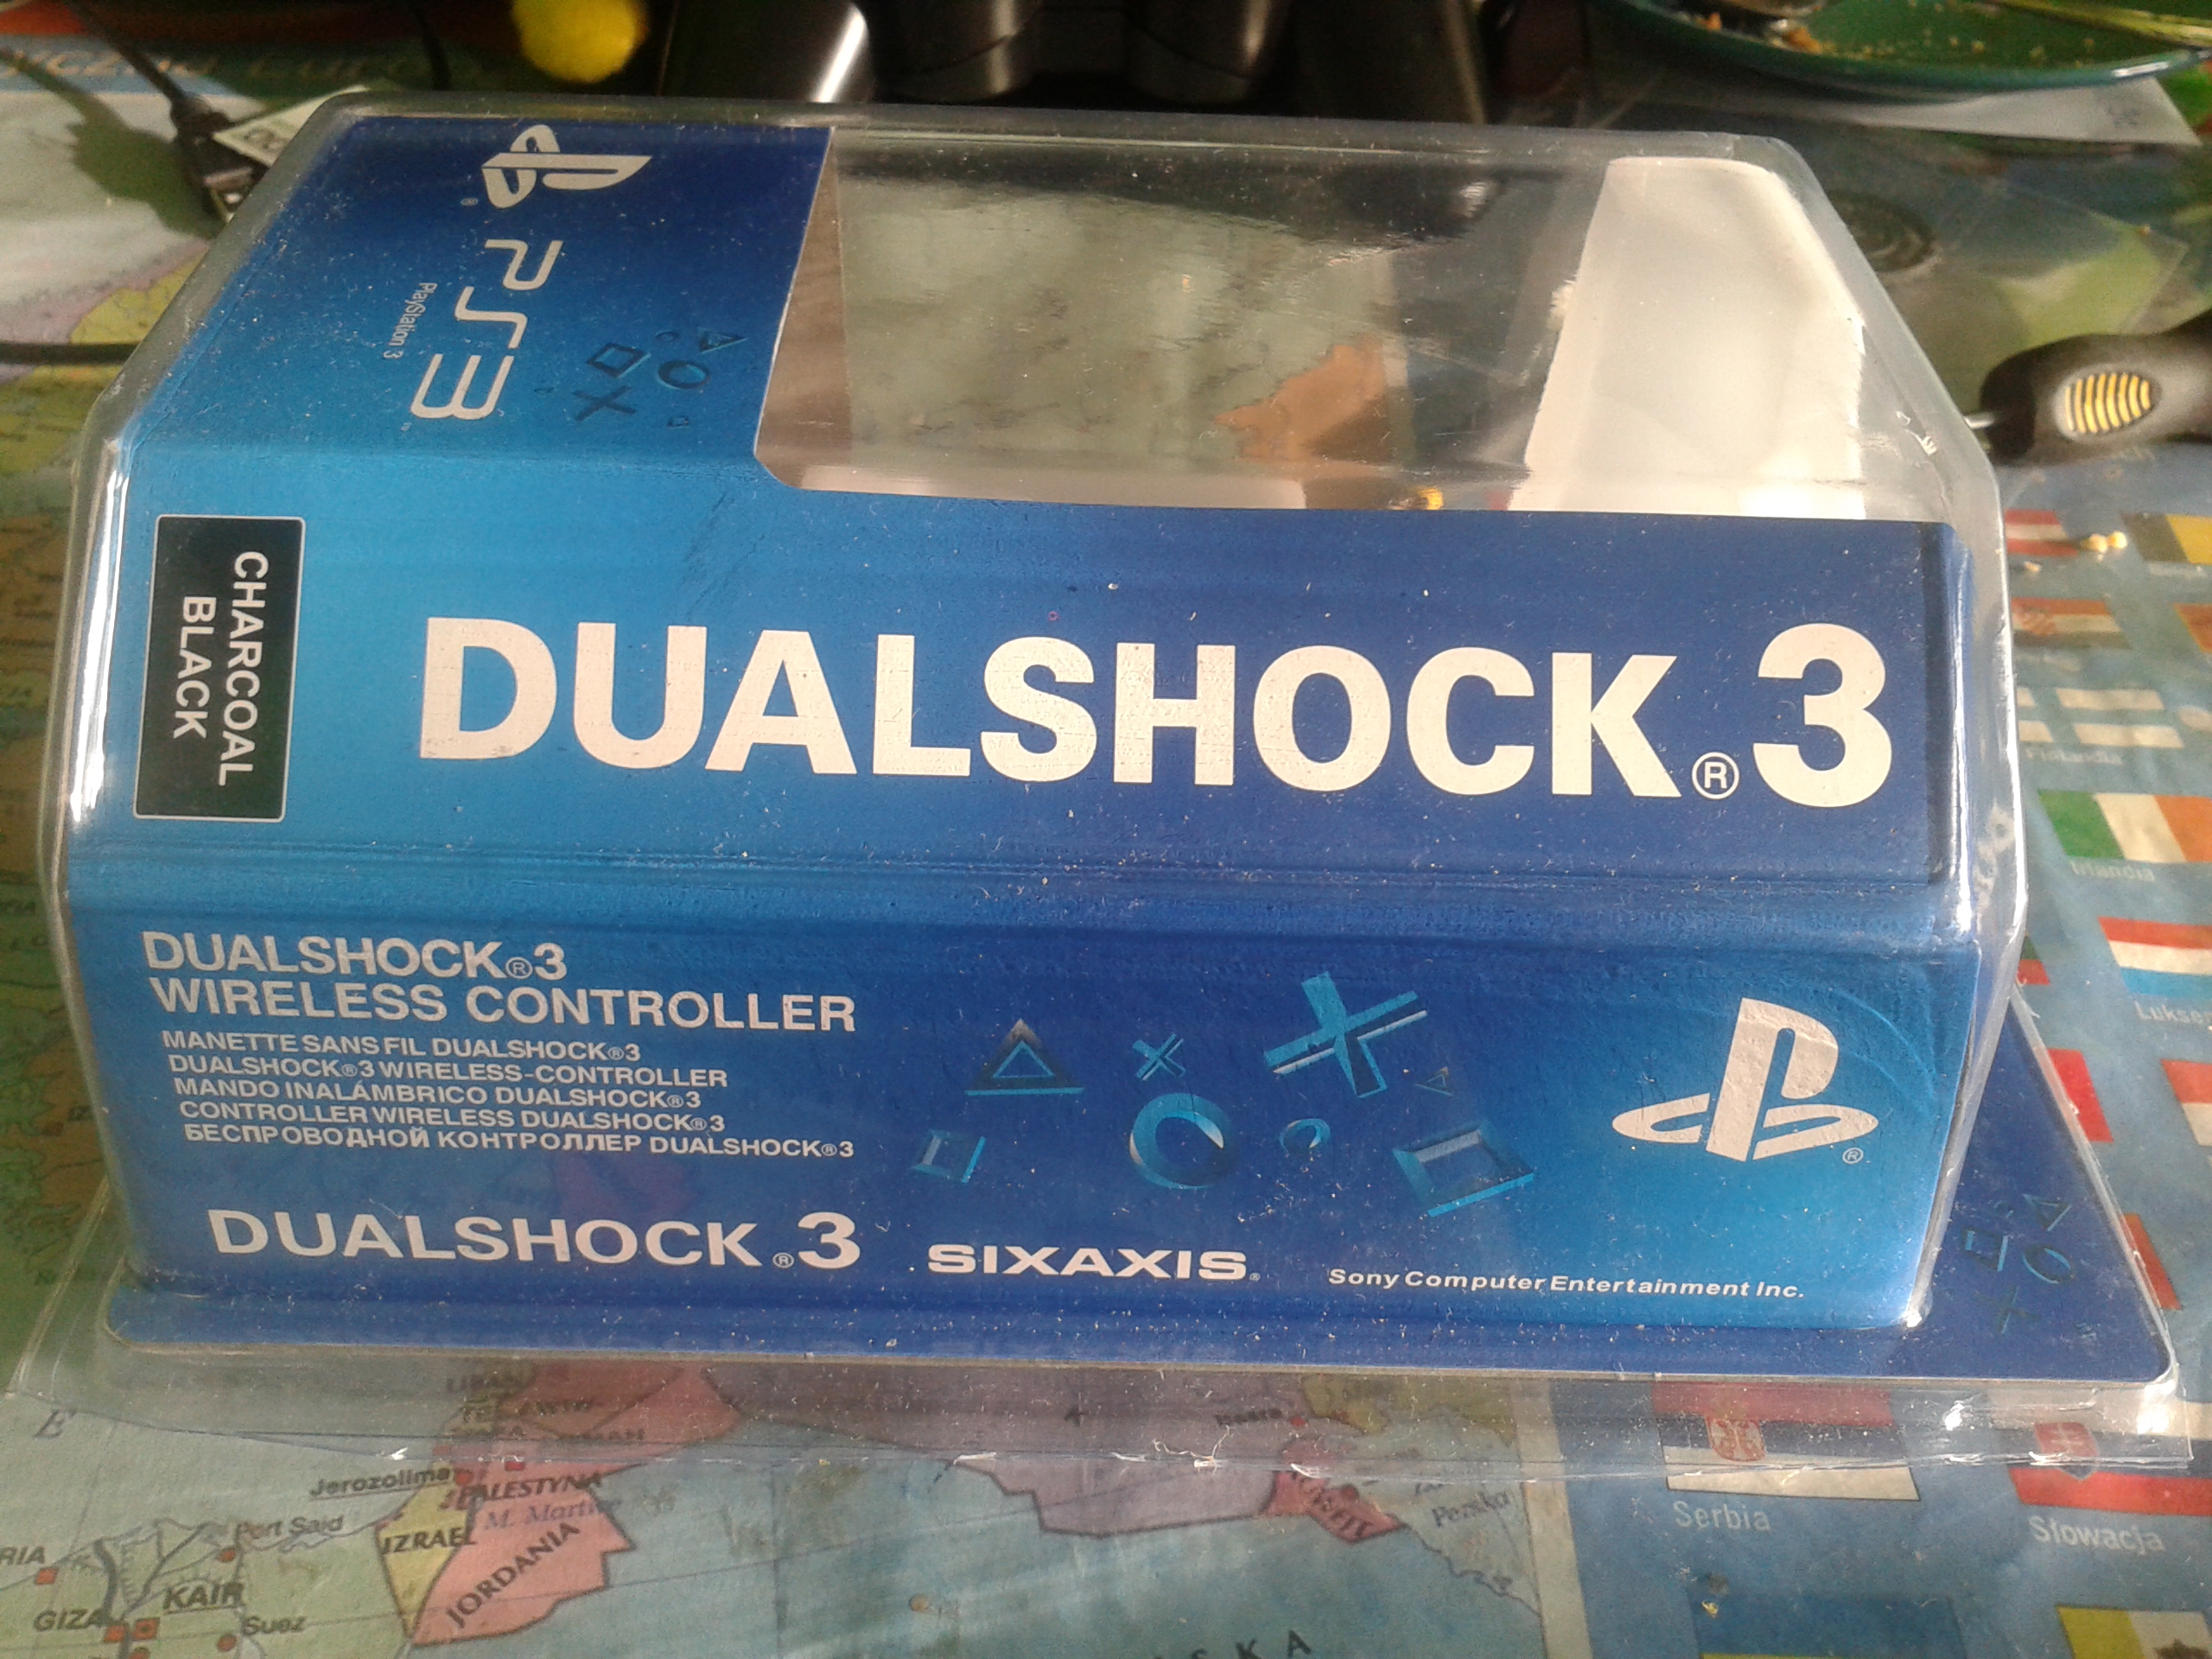 PS3
PlayStation 3
CHARCOAL
BLACK
DUALSHOCK®3
DUALSHOCK®3
WIRELESS CONTROLLER
MANETTE SANS FIL DUALSHOCK®3
DUALSHOCK®3 WIRELESS-CONTROLLER
MANDO INALÁMBRICO DUALSHOCK®3
CONTROLLER WIRELESS DUALSHOCK®3
БЕСПРОВОДНОЙ КОНТРОЛЛЕР DUALSHOCK®3
DUALSHOCK®3
SIXAXIS®
Sony Computer Entertainment Inc.
Finlandia
Irlandia
Jerozolima
PALESTYNA
IZRAEL
JORDANIA
Port Said
KAIR
GIZA
Suez
Serbia
Słowacja